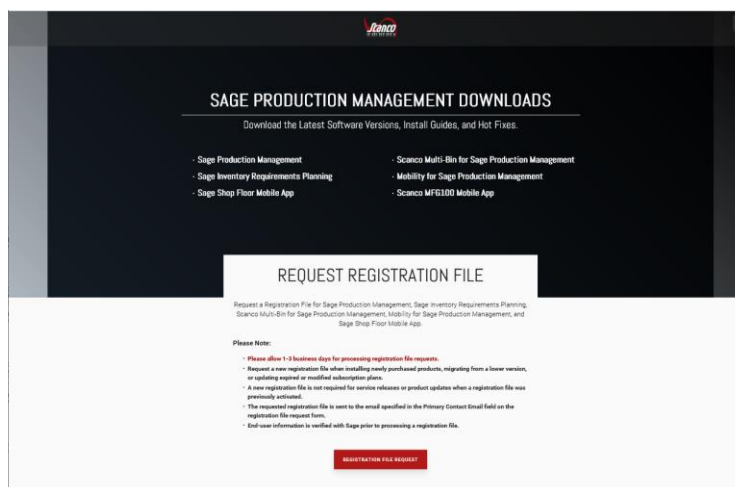 Scanco
SAGE PRODUCTION MANAGEMENT DOWNLOADS
Download the Latest Software Versions, Install Guides, and Hot Fixes.
- Sage Production Management
- Sage Inventory Requirements Planning
- Sage Shop Floor Mobile App
- Scanco Multi-Bin for Sage Production Management
- Mobility for Sage Production Management
- Scanco MFG100 Mobile App
REQUEST REGISTRATION FILE
Request a Registration File for Sage Production Management, Sage Inventory Requirements Planning,
Scanco Multi-Bin for Sage Production Management, Mobility for Sage Production Management, and
Sage Shop Floor Mobile App.
Please Note:
• Please allow 1-3 business days for processing registration file requests.
• Request a new registration file when installing newly purchased products, migrating from a lower version,
or updating expired or modified subscription plans.
• A new registration file is not required for service releases or product updates when a registration file was
previously activated.
• The requested registration file is sent to the email specified in the Primary Contact Email field on the
registration file request form.
• End-user information is verified with Sage prior to processing a registration file.
REGISTRATION FILE REQUEST